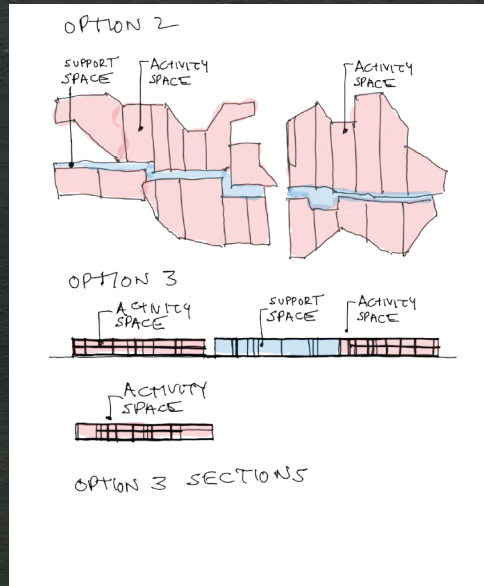 OPTION 2
SUPPORT
SPACE
ACTIVITY
SPACE
ACTIVITY
SPACE
OPTION 3
ACTIVITY
SPACE
SUPPORT
SPACE
ACTIVITY
SPACE
ACTIVITY
SPACE
OPTION 3 SECTIONS